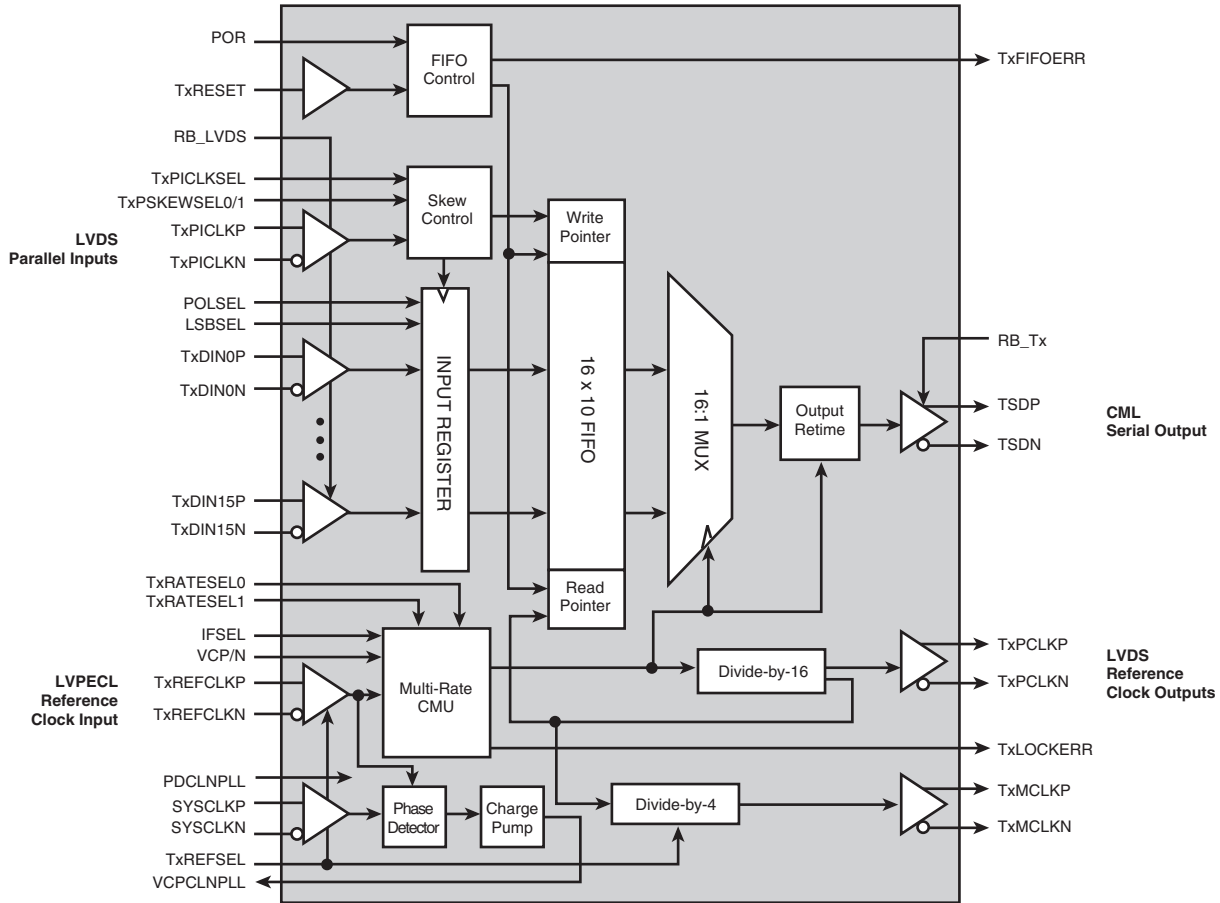 POR
TxRESET
RB_LVDS
TxPICLKSEL
TxPSKEWSEL0/1
TxPICLKP
TxPICLKN
LVDS
Parallel Inputs
POLSEL
LSBSEL
TxDIN0P
TxDIN0N
TxDIN15P
TxDIN15N
TxRATESEL0
TxRATESEL1
IFSEL
VCP/N
TxREFCLKP
TxREFCLKN
LVPECL
Reference
Clock Input
PDCLNPLL
SYSCLKP
SYSCLKN
TxREFSEL
VCPCLNPLL
FIFO
Control
Skew
Control
INPUT REGISTER
Write
Pointer
16 x 10 FIFO
Read
Pointer
16:1 MUX
Output
Retime
Multi-Rate
CMU
Divide-by-16
Phase
Detector
Charge
Pump
Divide-by-4
TxFIFOERR
RB_Tx
TSDP
TSDN
CML
Serial Output
TxPCLKP
TxPCLKN
LVDS
Reference
Clock Outputs
TxLOCKERR
TxMCLKP
TxMCLKN